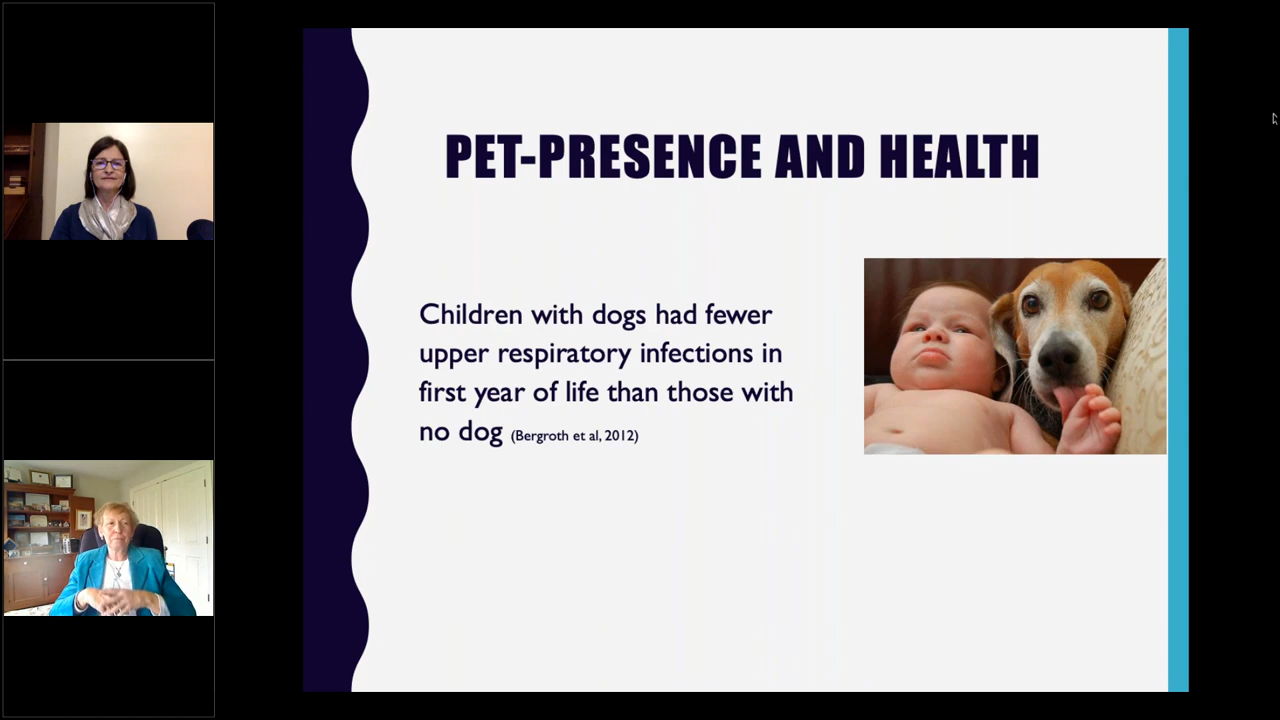 PET-PRESENCE AND HEALTH
Children with dogs had fewer
upper respiratory infections in
first year of life than those with
no dog (Bergroth et al, 2012)